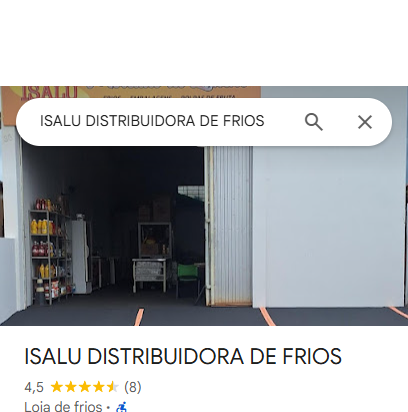 ISALU
ISALU DISTRIBUIDORA DE FRIOS
ISALU DISTRIBUIDORA DE FRIOS
4,5 (8)
Loja de frios ·